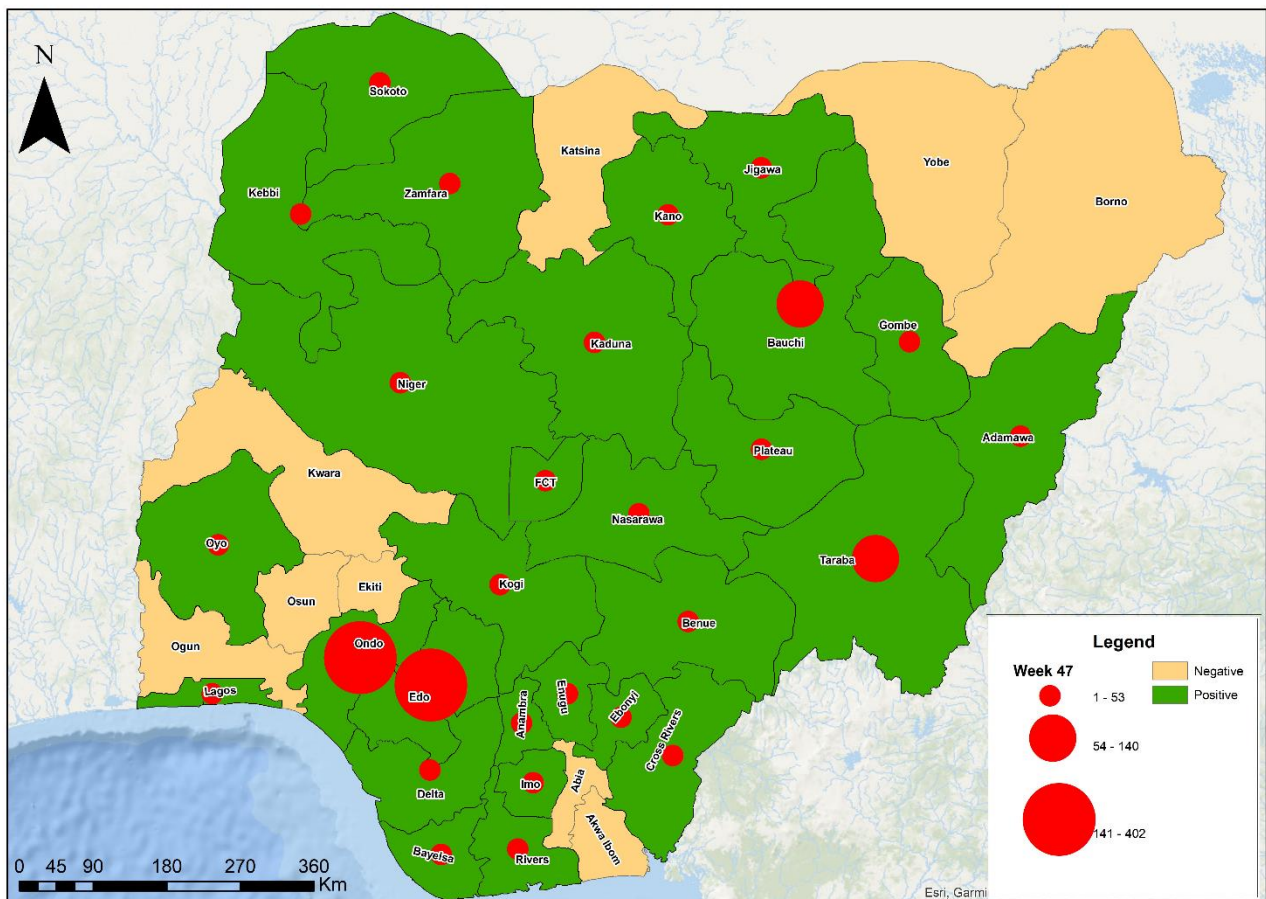 N
Sokoto
Katsina
Yobe
Borno
Jigawa
Kebbi
Zamfara
Kano
Gombe
Bauchi
Kaduna
Niger
Adamawa
Plateau
Kwara
FCT
Nasarawa
Oyo
Taraba
Kogi
Ekiti
Osun
Benue
Ogun
Ondo
Edo
Lagos
Anambra
Enugu
Ebonyi
Cross Rivers
Delta
Imo
Abia
Akwa Ibom
Bayelsa
Rivers
Legend
Week 47
1 - 53
54 - 140
141 - 402
Negative
Positive
0 45 90 180 270 360
Km
Esri, Garmi